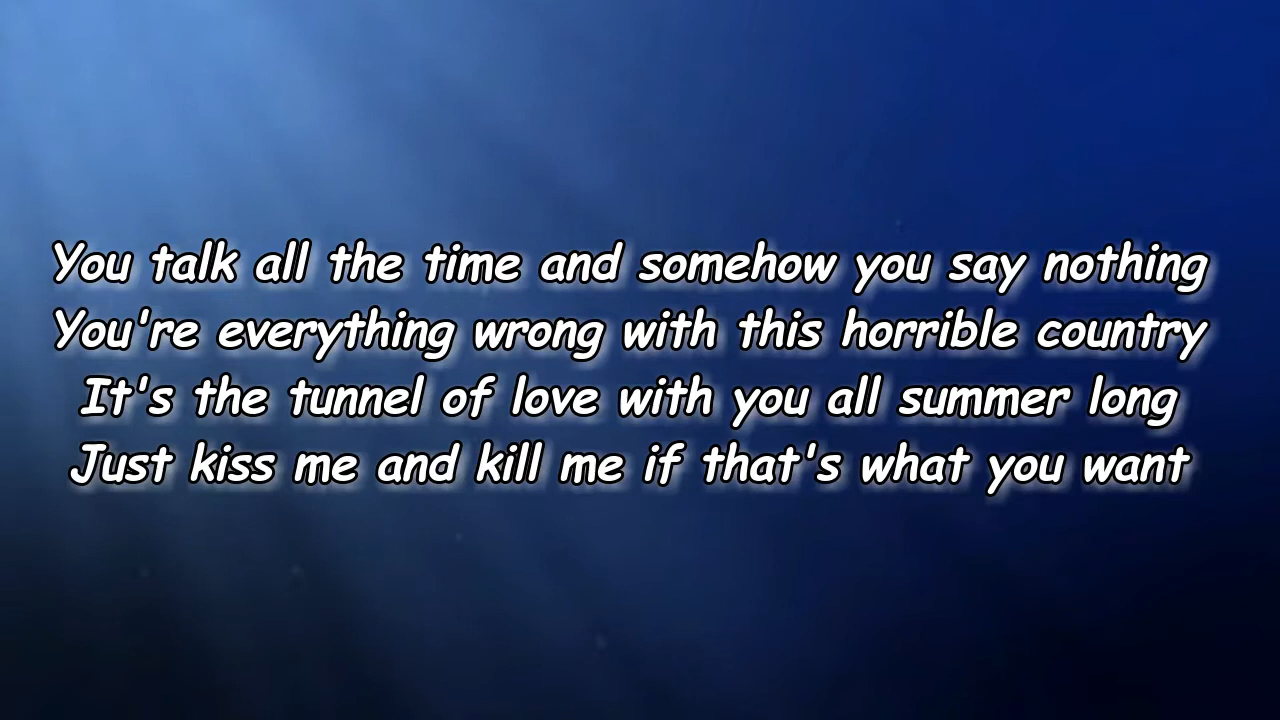 You talk all the time and somehow you say nothing
You're everything wrong with this horrible country
It's the tunnel of love with you all summer long
Just kiss me and kill me if that's what you want